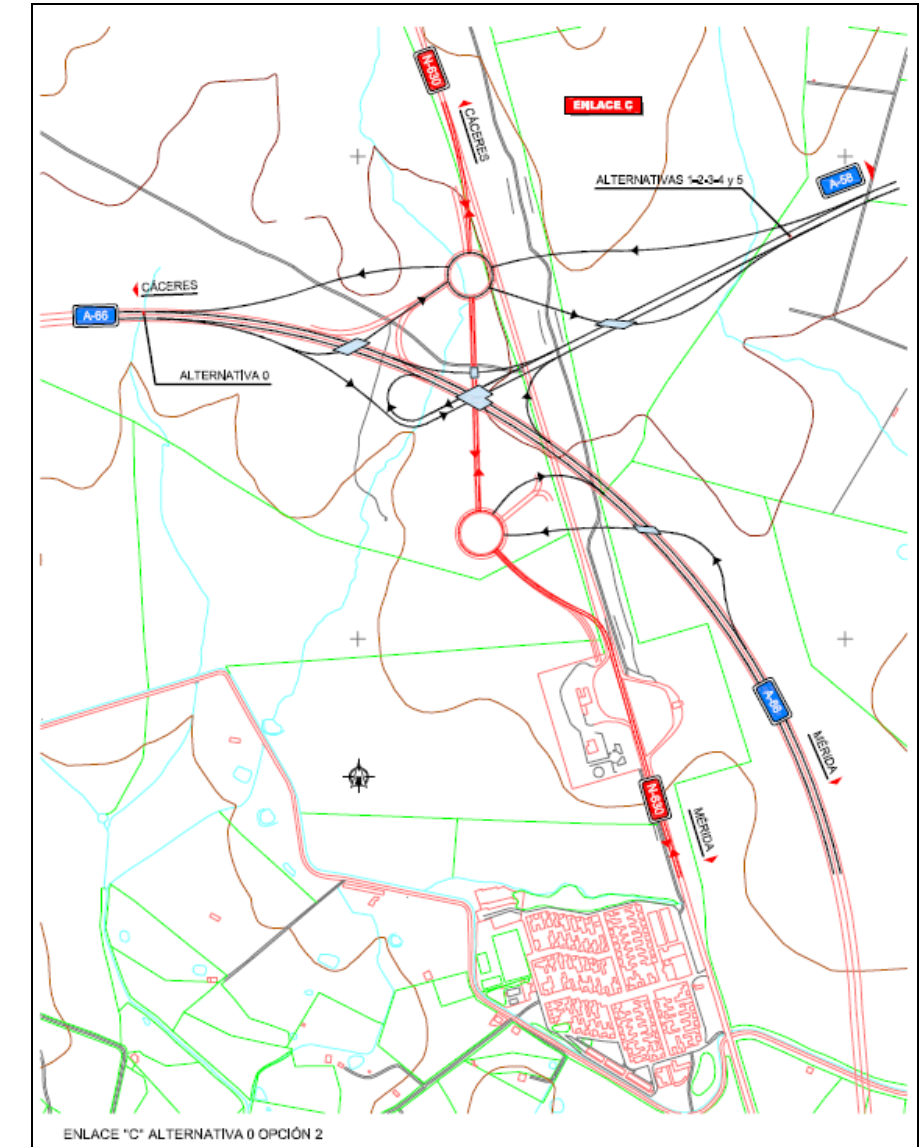 N-630
ENLACE C
CÁCERES
ALTERNATIVAS 1-2-3-4 y 5
A-58
CÁCERES
A-66
ALTERNATIVA 0
A-66
MÉRIDA
N-630
MÉRIDA
ENLACE "C" ALTERNATIVA 0 OPCIÓN 2